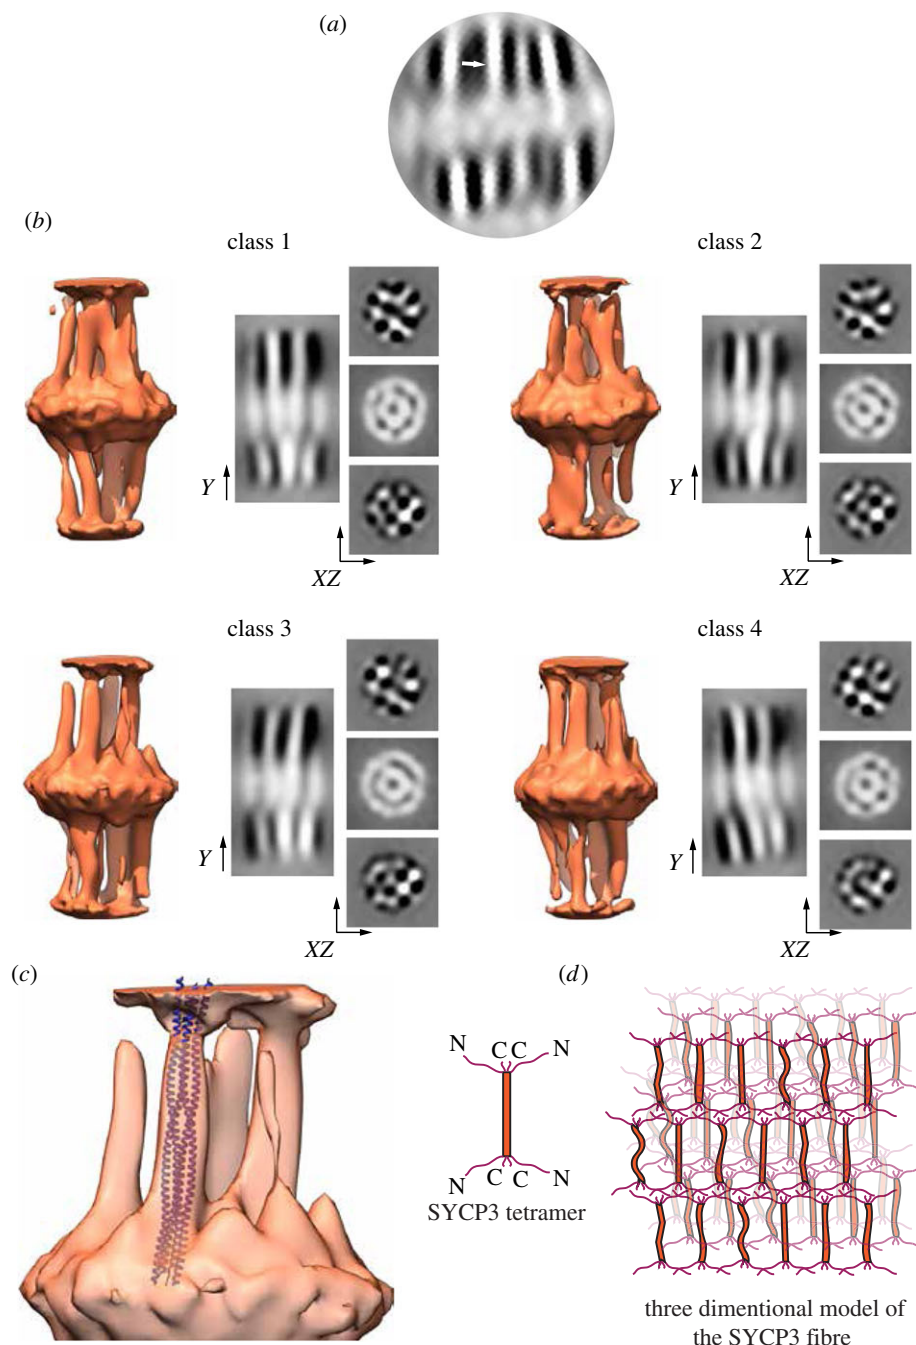 (a)
(b)
class 1
class 2
Y
XZ
Y
XZ
class 3
class 4
Y
XZ
Y
XZ
(c)
(d)
N C C N
N C C N
SYCP3 tetramer
three dimentional model of
the SYCP3 fibre